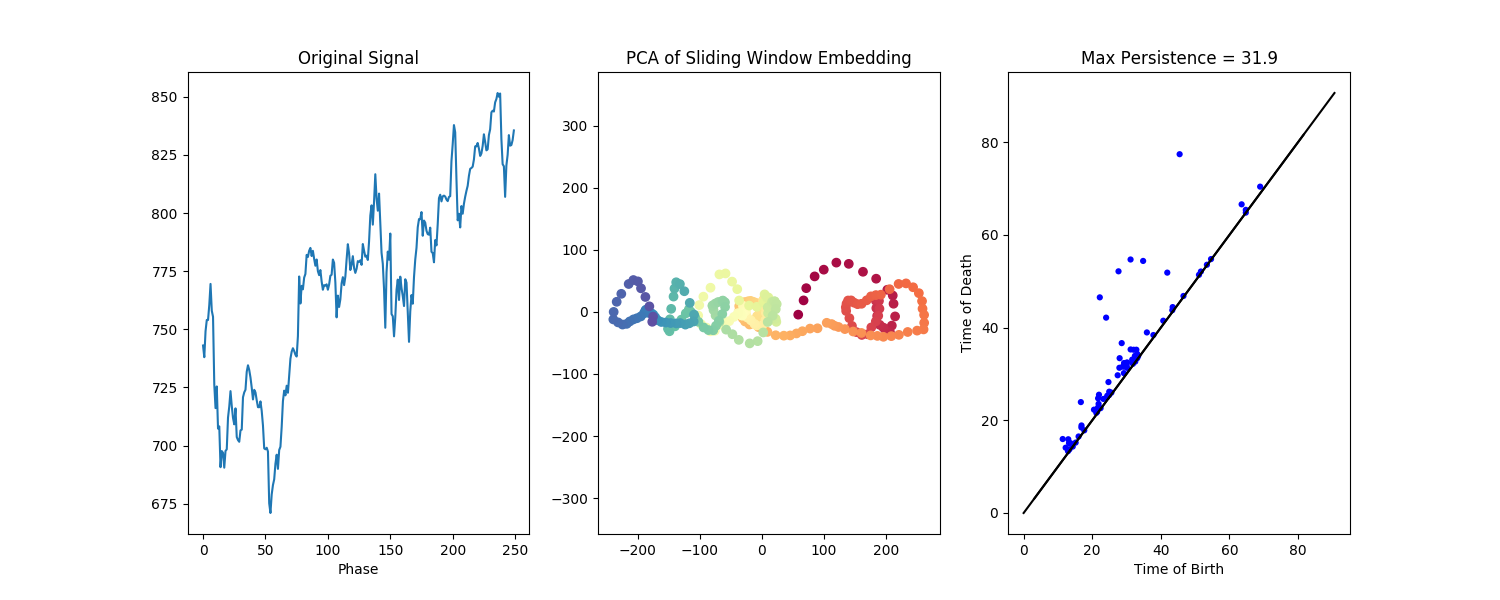 Original Signal
850
825
800
775
750
725
700
675
0 50 100 150 200 250
Phase
PCA of Sliding Window Embedding
300
200
100
0
−100
−200
−300
−200 −100 0 100 200
Max Persistence = 31.9
Time of Death
80
60
40
20
0
0 20 40 60 80
Time of Birth